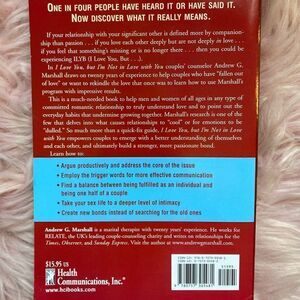 ONE IN FOUR PEOPLE HAVE HEARD IT OR HAVE SAID IT.
NOW DISCOVER WHAT IT REALLY MEANS.
If your relationship with your significant other is defined more by compan-
ionship than passion . . . if you love each other deeply but are not deeply in love . . .
if you feel that something's missing or is no longer there . . . then you could be
experiencing ILYB (I Love You, But . . .).
In I Love You, but I'm Not in Love with You couples' counselor Andrew G.
Marshall draws on twenty years of experience to help couples who have "fallen out
of love" or want to rekindle the love that once was to learn how to use Marshall's
program with impressive results.
This is a much-needed book to help men and women of all ages in any type of
committed romantic relationship to truly understand love and to point out the
everyday habits that undermine growing together. Marshall's research is one of
the few that delves into what causes relationships to "cool" or for emotions to be
"dulled." So much more than a quick-fix guide, I Love You, but I'm Not in Love
with You empowers couples to emerge with a better understanding of themselves
and each other, and ultimately build a stronger, more passionate bond.
Learn how to:
• Argue productively and address the core of the issue
• Employ the trigger words for more effective communication
• Find a balance between being fulfilled as an individual and
being one half of a couple
• Take your sex life to a deeper level of intimacy
• Create new bonds instead of searching for the old ones
Andrew G. Marshall is a marital therapist with twenty years' experience. He works
for RELATE, the UK's leading couple-counseling charity and writes on relationships for the
Times, Observer, and Sunday Express. Visit the author at www.andrewgmarshall.com.
$15.95 US
Health
Communications, Inc.
www.hcibooks.com